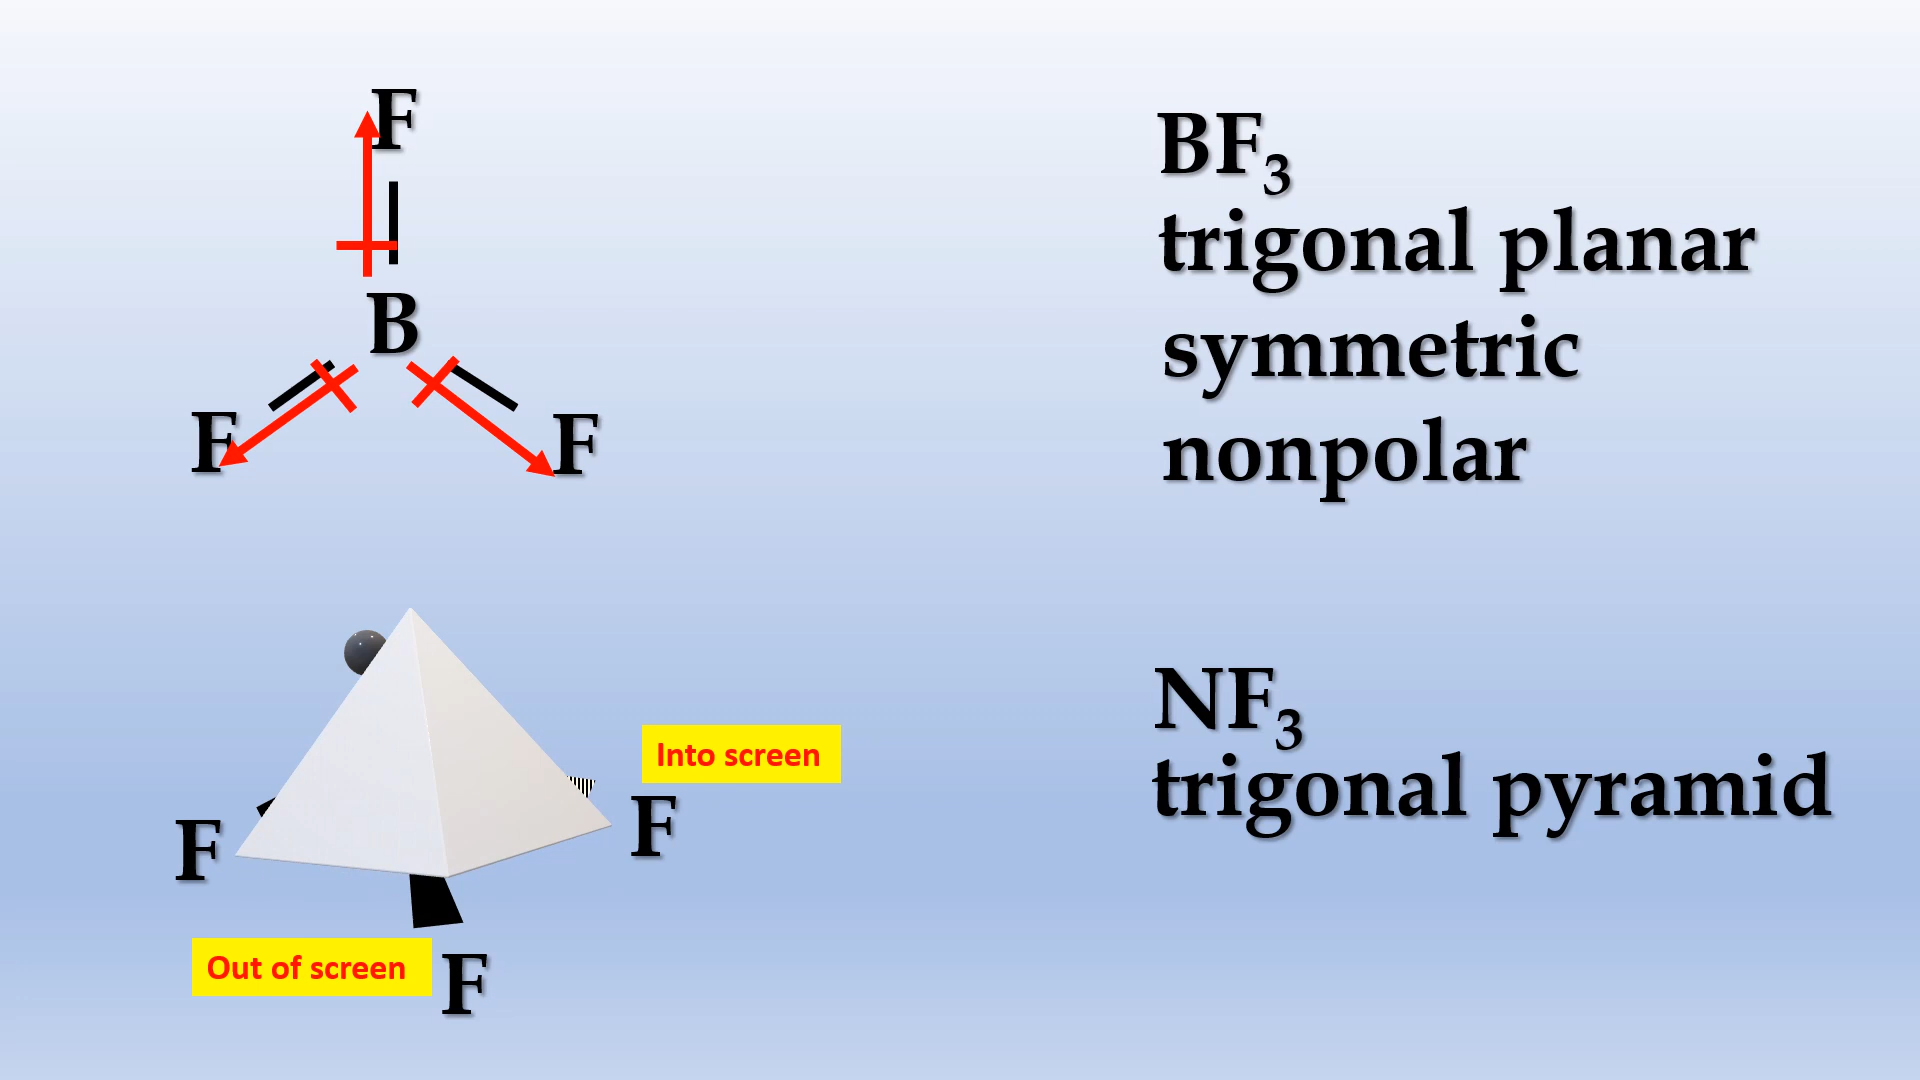 F
B
F F
BF₃
trigonal planar
symmetric
nonpolar
Into screen
F F
Out of screen
F
NF₃
trigonal pyramid